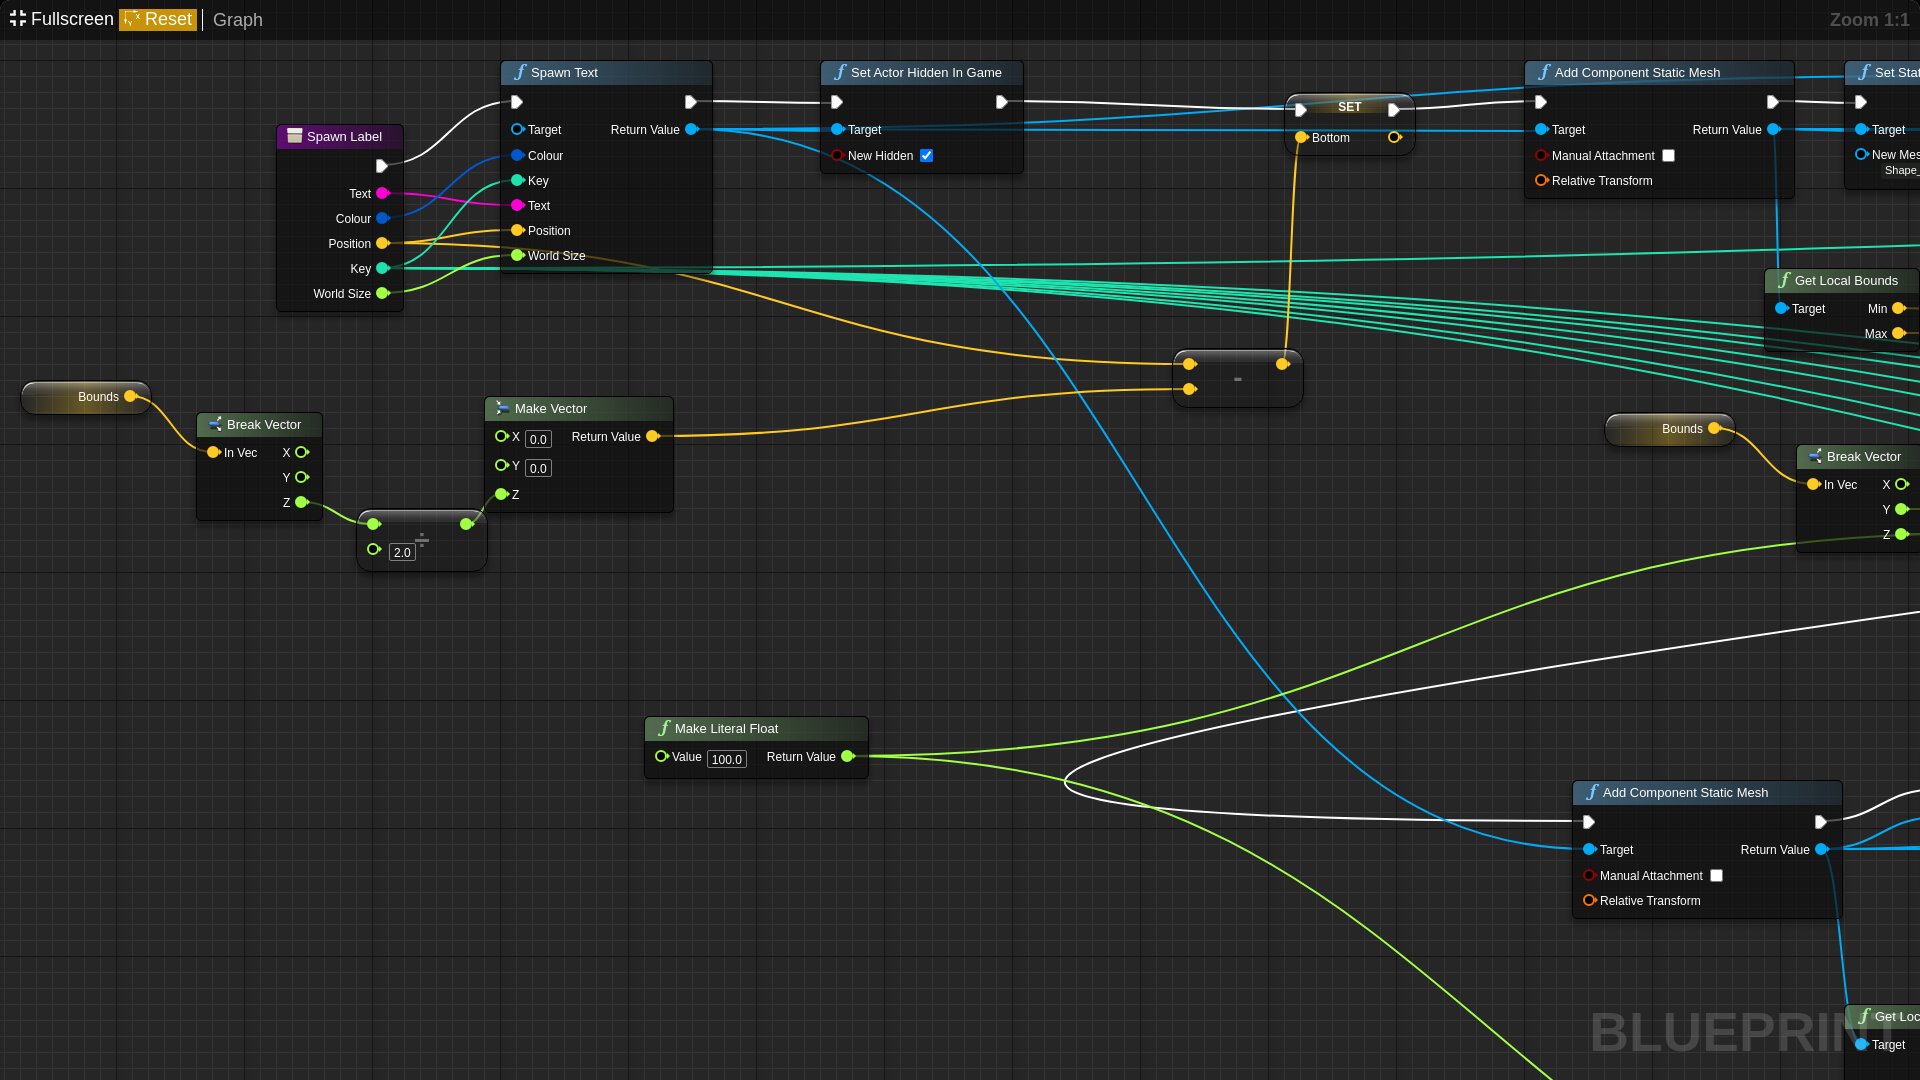 Fullscreen Reset Graph
Zoom 1:1
Spawn Label
Text
Colour
Position
Key
World Size
Spawn Text
Target Return Value
Colour
Key
Text
Position
World Size
Set Actor Hidden In Game
Target
New Hidden
SET
Bottom
Add Component Static Mesh
Target Return Value
Manual Attachment
Relative Transform
Set Stat
Target
New Mes
Shape_
Get Local Bounds
Target Min
Max
Bounds
Break Vector
In Vec X
Y
Z
÷
2.0
Make Vector
X 0.0 Return Value
Y 0.0
Z
-
Bounds
Break Vector
In Vec X
Y
Z
Make Literal Float
Value 100.0 Return Value
Add Component Static Mesh
Target Return Value
Manual Attachment
Relative Transform
Get Loc
Target
BLUEPRINT